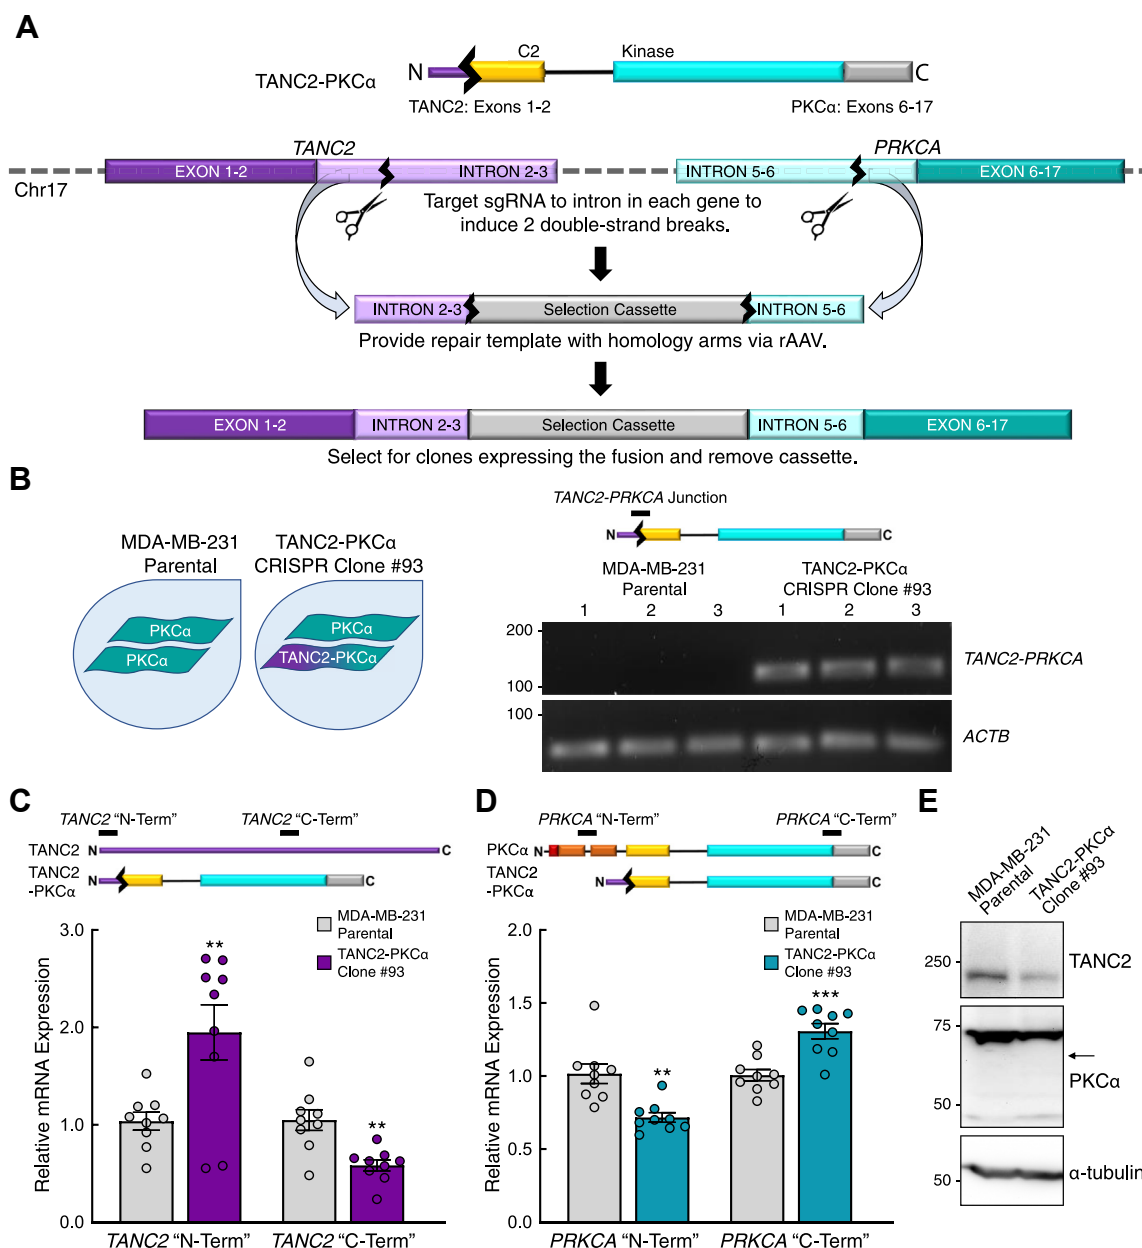 A
C2
Kinase
TANC2-PKCα
N
C
TANC2: Exons 1-2
PKCα: Exons 6-17
TANC2
PRKCA
EXON 1-2
INTRON 2-3
INTRON 5-6
EXON 6-17
Chr17
Target sgRNA to intron in each gene to
induce 2 double-strand breaks.
INTRON 2-3
Selection Cassette
INTRON 5-6
Provide repair template with homology arms via rAAV.
EXON 1-2
INTRON 2-3
Selection Cassette
INTRON 5-6
EXON 6-17
Select for clones expressing the fusion and remove cassette.
B
MDA-MB-231
Parental
TANC2-PKCα
CRISPR Clone #93
PKCα
PKCα
PKCα
TANC2-PKCα
TANC2-PRKCA Junction
N
C
MDA-MB-231
Parental
TANC2-PKCα
CRISPR Clone #93
1 2 3 1 2 3
200
100
TANC2-PRKCA
100
ACTB
C
TANC2 “N-Term”
TANC2 “C-Term”
TANC2
N
C
TANC2
-PKCα
N
C
MDA-MB-231
Parental
TANC2-PKCα
Clone #93
Relative mRNA Expression
3.0
2.0
1.0
0.0
**
**
TANC2 “N-Term”
TANC2 “C-Term”
D
PRKCA “N-Term”
PRKCA “C-Term”
PKCα
N
C
TANC2
-PKCα
N
C
MDA-MB-231
Parental
TANC2-PKCα
Clone #93
Relative mRNA Expression
2.0
1.5
1.0
0.5
0.0
**
***
PRKCA “N-Term”
PRKCA “C-Term”
E
MDA-MB-231
Parental
TANC2-PKCα
Clone #93
250
TANC2
75
PKCα
50
50
α-tubulin